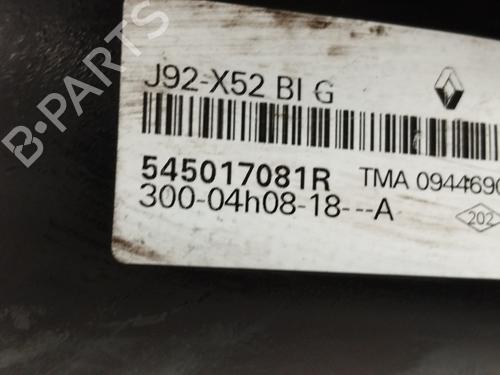 J92-X52 BI G
545017081R TMA 0944690
300-04h08-18---A
202
B-PARTS